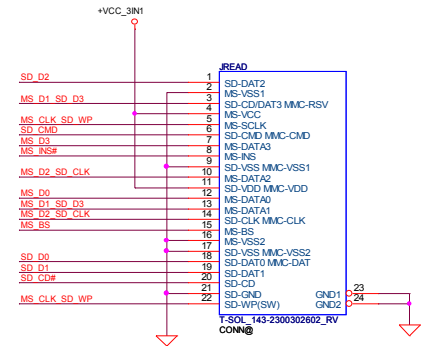 +VCC_3IN1
JREAD
SD_D2 1 SD-DAT2
2 MS-VSS1
MS_D1_SD_D3 3 SD-CD/DAT3 MMC-RSV
4 MS-VCC
MS_CLK_SD_WP 5 MS-SCLK
SD_CMD 6 SD-CMD MMC-CMD
MS_D3 7 MS-DATA3
MS_INS# 8 MS-INS
9 SD-VSS MMC-VSS1
MS_D2_SD_CLK 10 MS-DATA2
11 SD-VDD MMC-VDD
MS_D0 12 MS-DATA0
MS_D1_SD_D3 13 MS-DATA1
MS_D2_SD_CLK 14 SD-CLK MMC-CLK
MS_BS 15 MS-BS
16 MS-VSS2
17 SD-VSS MMC-VSS2
SD_D0 18 SD-DAT0 MMC-DAT
SD_D1 19 SD-DAT1
SD_CD# 20 SD-CD
21 SD-GND GND1 23
MS_CLK_SD_WP 22 SD-WP(SW) GND2 24
T-SOL_143-2300302602_RV
CONN@